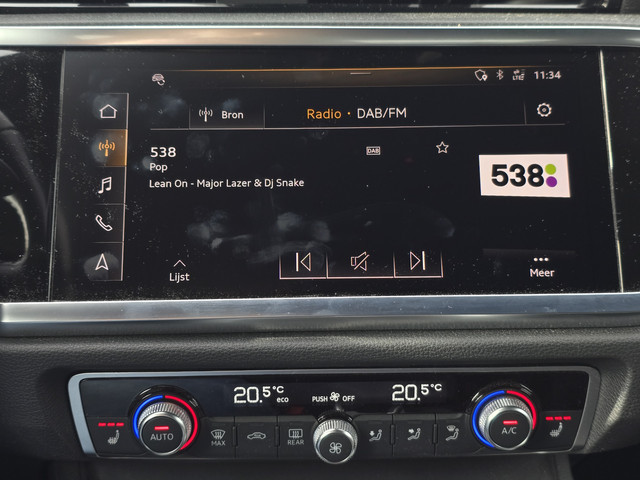 LTE 11:34
Bron Radio • DAB/FM
538 DAB
Pop
Lean On - Major Lazer & Dj Snake
538
Lijst Meer
20.5°C eco PUSH OFF 20.5°C
AUTO MAX REAR A/C